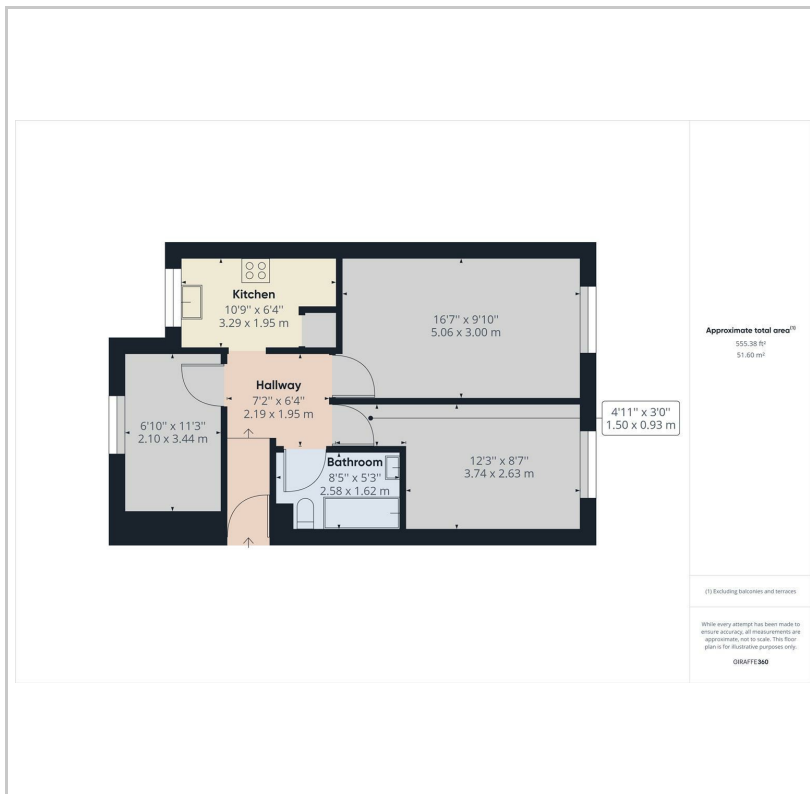 Kitchen
10'9" x 6'4"
3.29 x 1.95 m
16'7" x 9'10"
5.06 x 3.00 m
Hallway
7'2" x 6'4"
2.19 x 1.95 m
6'10" x 11'3"
2.10 x 3.44 m
4'11" x 3'0"
1.50 x 0.93 m
12'3" x 8'7"
3.74 x 2.63 m
Bathroom
8'5" x 5'3"
2.58 x 1.62 m
Approximate total area(1)
555.38 ft²
51.60 m²
(1) Excluding balconies and terraces
While every attempt has been made to
ensure accuracy, all measurements are
approximate, not to scale. This floor
plan is for illustrative purposes only.
GIRAFFE360